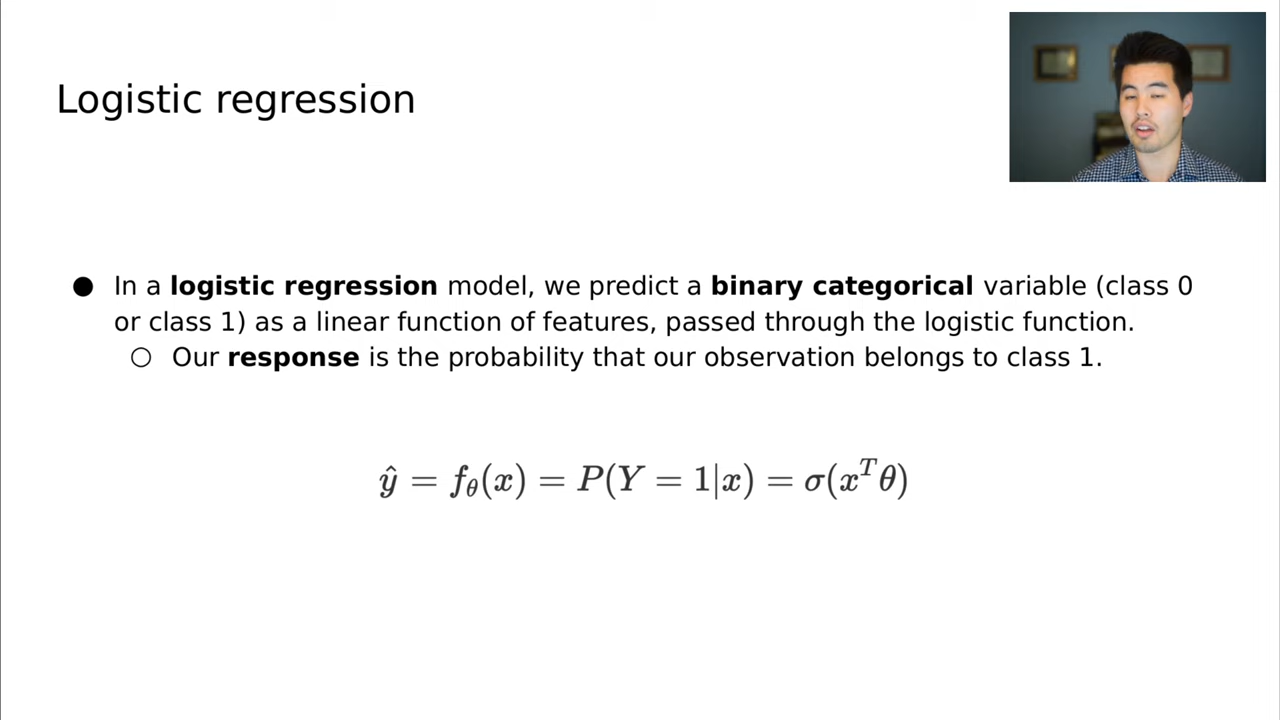 Logistic regression
● In a logistic regression model, we predict a binary categorical variable (class 0
or class 1) as a linear function of features, passed through the logistic function.
○ Our response is the probability that our observation belongs to class 1.
ŷ = f_θ(x) = P(Y = 1|x) = σ(x^T θ)